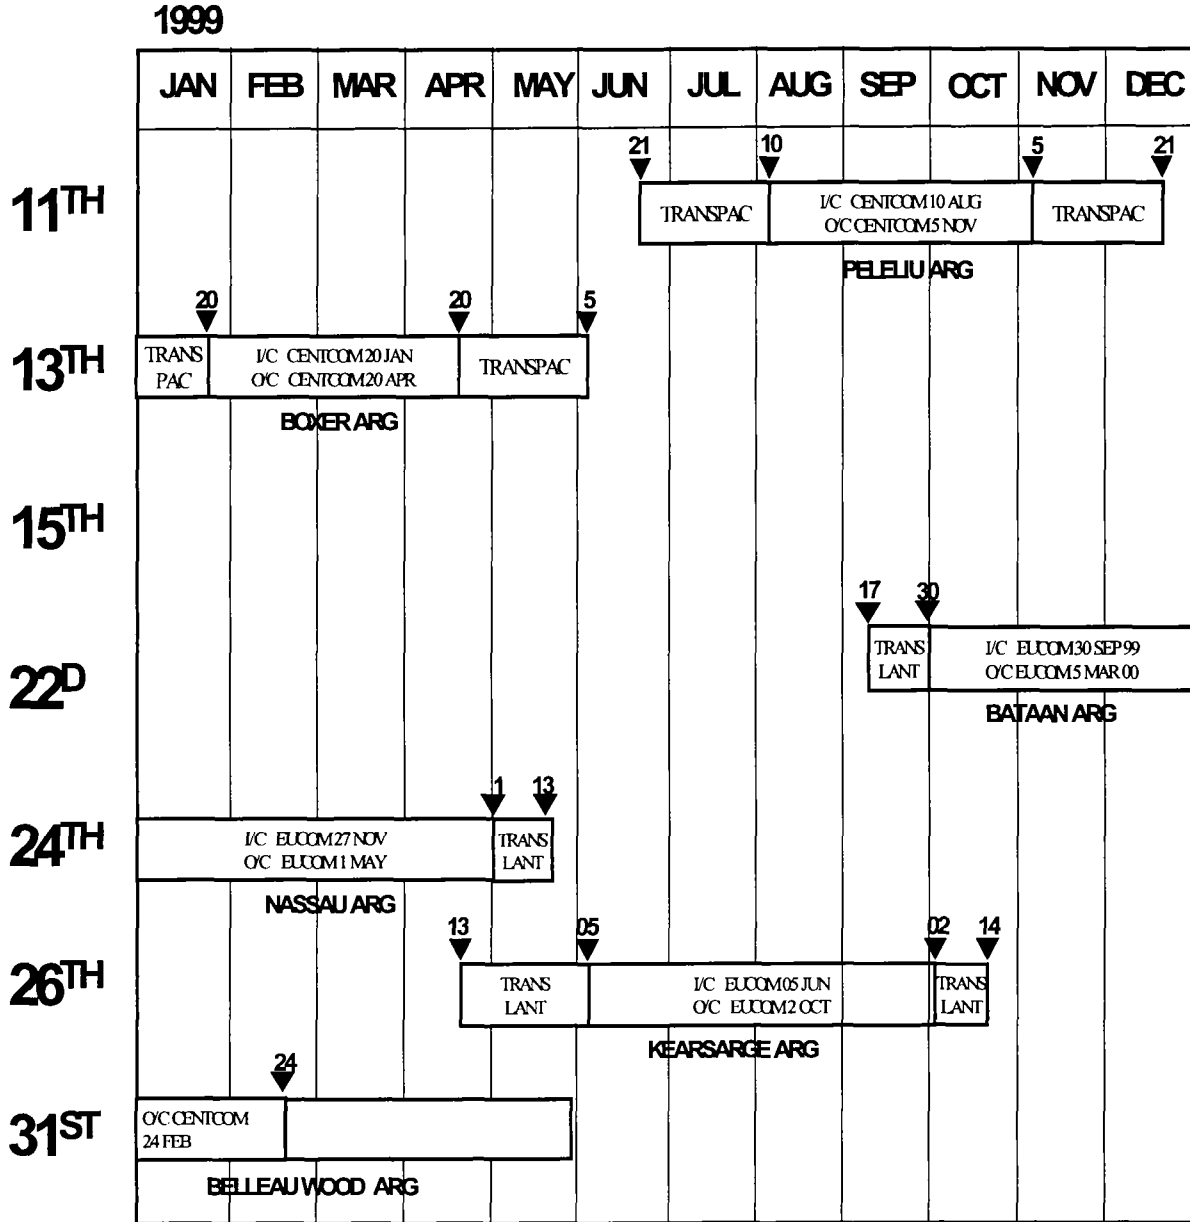 1999
JAN FEB MAR APR MAY JUN JUL AUG SEP OCT NOV DEC
21 10 5 21
11TH
TRANSPAC
I/C CENTCOM 10 AUG
O/C CENTCOM 5 NOV
TRANSPAC
PELELIU ARG
20 20 5
13TH
TRANS
PAC
I/C CENTCOM 20 JAN
O/C CENTCOM 20 APR
TRANSPAC
BOXER ARG
15TH
17 30
22D
TRANS
LANT
I/C EUCOM 30 SEP 99
O/C EUCOM 5 MAR 00
BATAAN ARG
1 13
24TH
I/C EUCOM 27 NOV
O/C EUCOM 1 MAY
TRANS
LANT
NASSAU ARG
13 05 02 14
26TH
TRANS
LANT
I/C EUCOM 05 JUN
O/C EUCOM 2 OCT
TRANS
LANT
KEARSARGE ARG
24
31ST
O/C CENTCOM
24 FEB
BELLEAU WOOD ARG